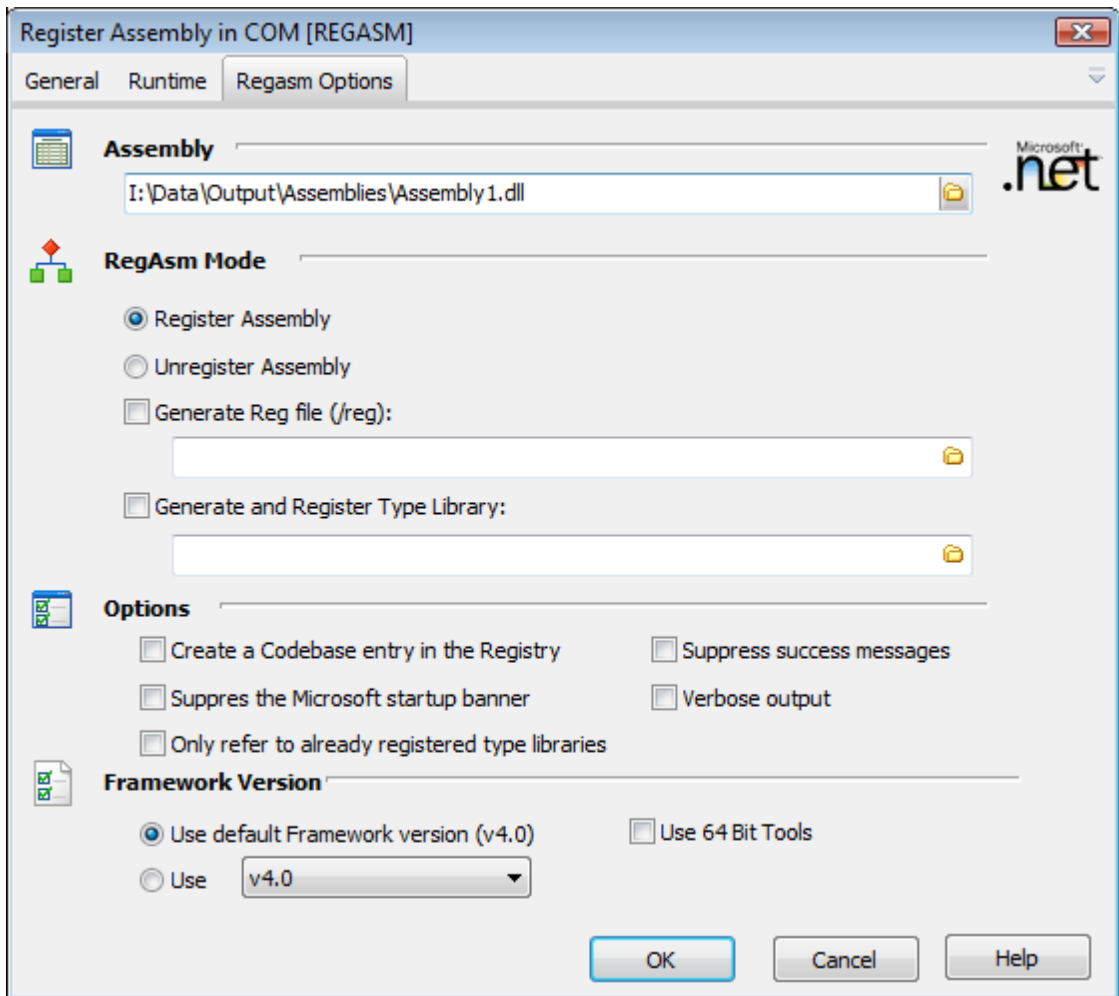 Register Assembly in COM [REGASM]
General Runtime Regasm Options
Assembly
Microsoft
.net
I:\Data\Output\Assemblies\Assembly1.dll
RegAsm Mode
Register Assembly
Unregister Assembly
Generate Reg file (/reg):
Generate and Register Type Library:
Options
Create a Codebase entry in the Registry Suppress success messages
Suppres the Microsoft startup banner Verbose output
Only refer to already registered type libraries
Framework Version
Use default Framework version (v4.0) Use 64 Bit Tools
Use v4.0
OK Cancel Help